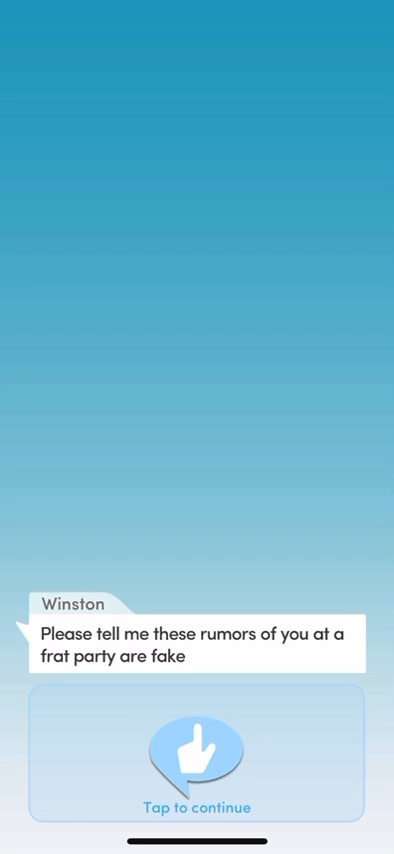 Winston
Please tell me these rumors of you at a
frat party are fake
Tap to continue